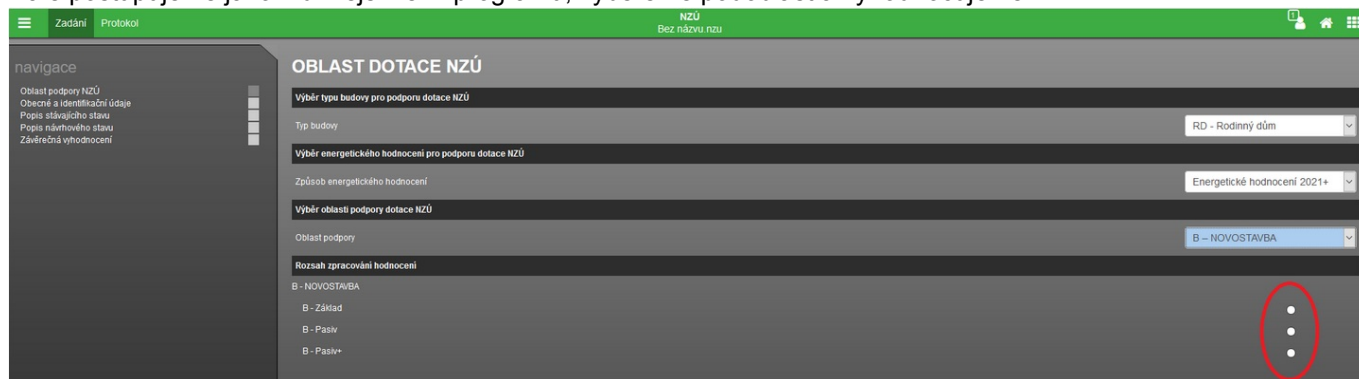 Zadání Protokol
NZÚ
Bez názvu.nzu
1
navigace
Oblast podpory NZÚ
Obecné a identifikační údaje
Popis stávajícího stavu
Popis návrhového stavu
Závěrečná vyhodnocení
OBLAST DOTACE NZÚ
Výběr typu budovy pro podporu dotace NZÚ
Typ budovy
RD - Rodinný dům
Výběr energetického hodnocení pro podporu dotace NZÚ
Způsob energetického hodnocení
Energetické hodnocení 2021+
Výběr oblasti podpory dotace NZÚ
Oblast podpory
B – NOVOSTAVBA
Rozsah zpracování hodnocení
B - NOVOSTAVBA
B - Základ
B - Pasiv
B - Pasiv+